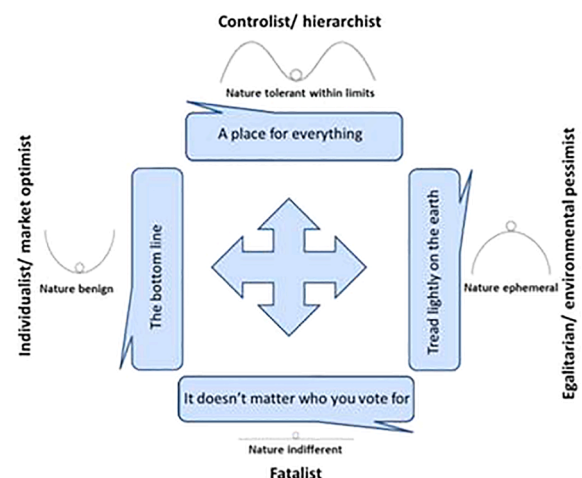 Controlist/ hierarchist
Nature tolerant within limits
A place for everything
Individualist/ market optimist
Nature benign
The bottom line
Tread lightly on the earth
Nature ephemeral
Egalitarian/ environmental pessimist
It doesn't matter who you vote for
Nature indifferent
Fatalist